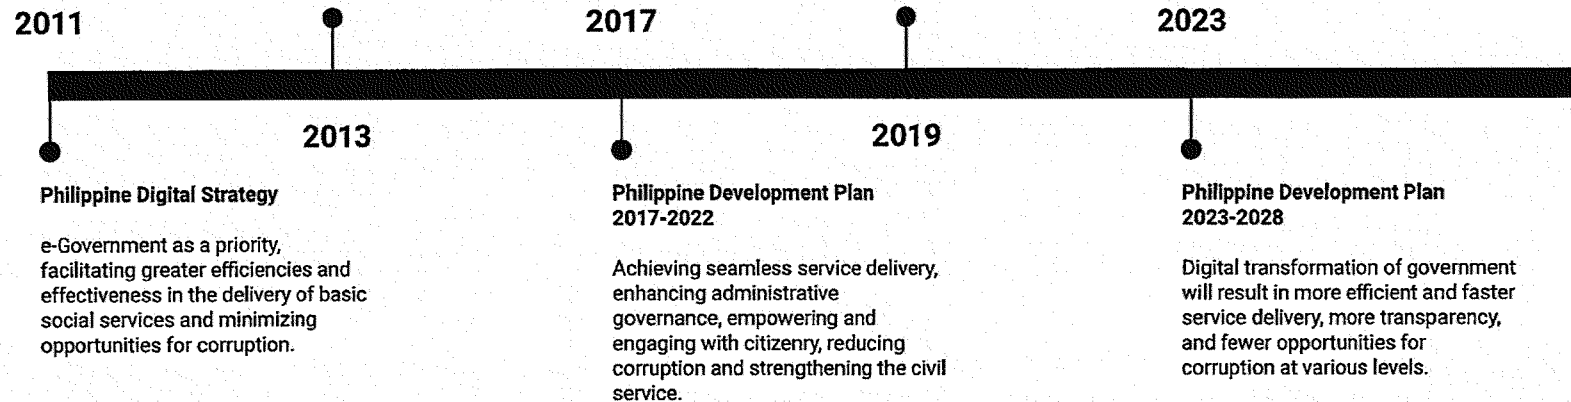 2011
2017
2023
2013
2019
Philippine Digital Strategy
e-Government as a priority,
facilitating greater efficiencies and
effectiveness in the delivery of basic
social services and minimizing
opportunities for corruption.
Philippine Development Plan
2017-2022
Achieving seamless service delivery,
enhancing administrative
governance, empowering and
engaging with citizenry, reducing
corruption and strengthening the civil
service.
Philippine Development Plan
2023-2028
Digital transformation of government
will result in more efficient and faster
service delivery, more transparency,
and fewer opportunities for
corruption at various levels.